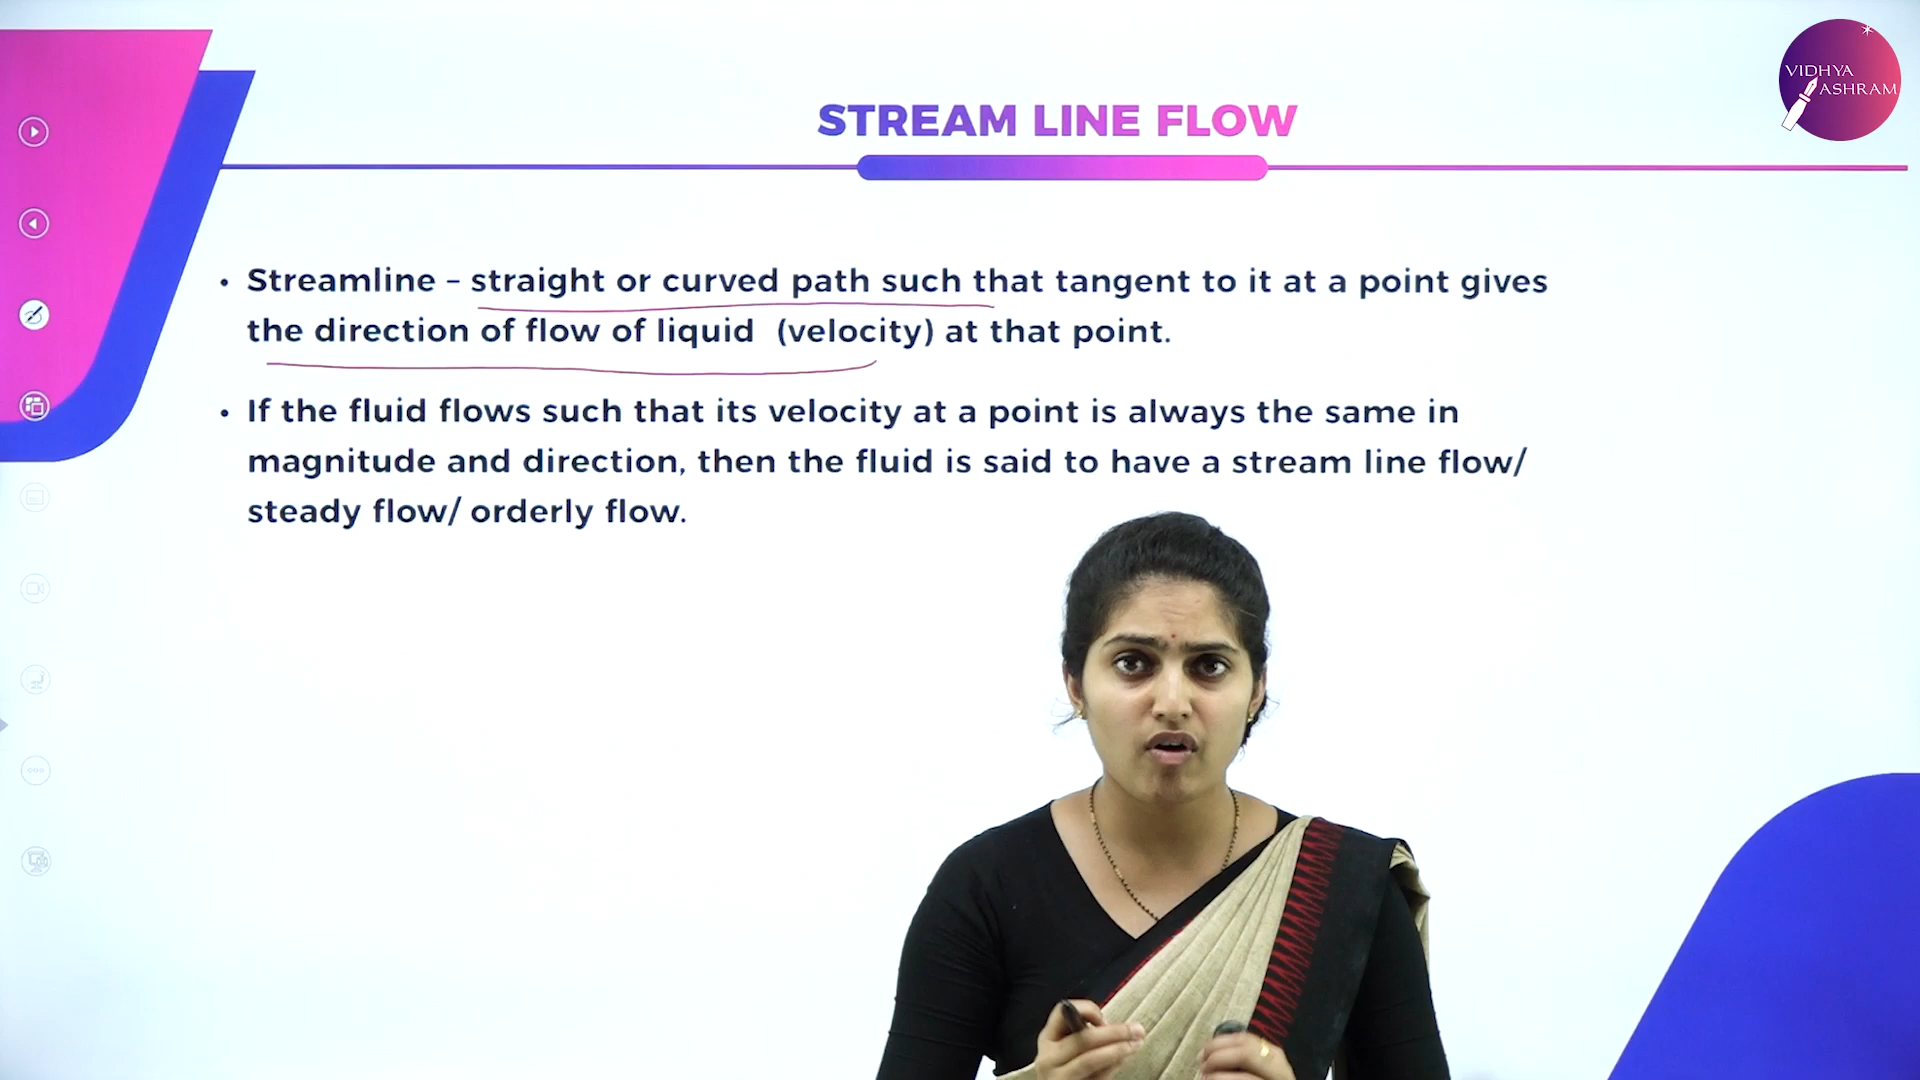 VIDHYA
ASHRAM
STREAM LINE FLOW
• Streamline – straight or curved path such that tangent to it at a point gives
the direction of flow of liquid (velocity) at that point.
• If the fluid flows such that its velocity at a point is always the same in
magnitude and direction, then the fluid is said to have a stream line flow/
steady flow/ orderly flow.